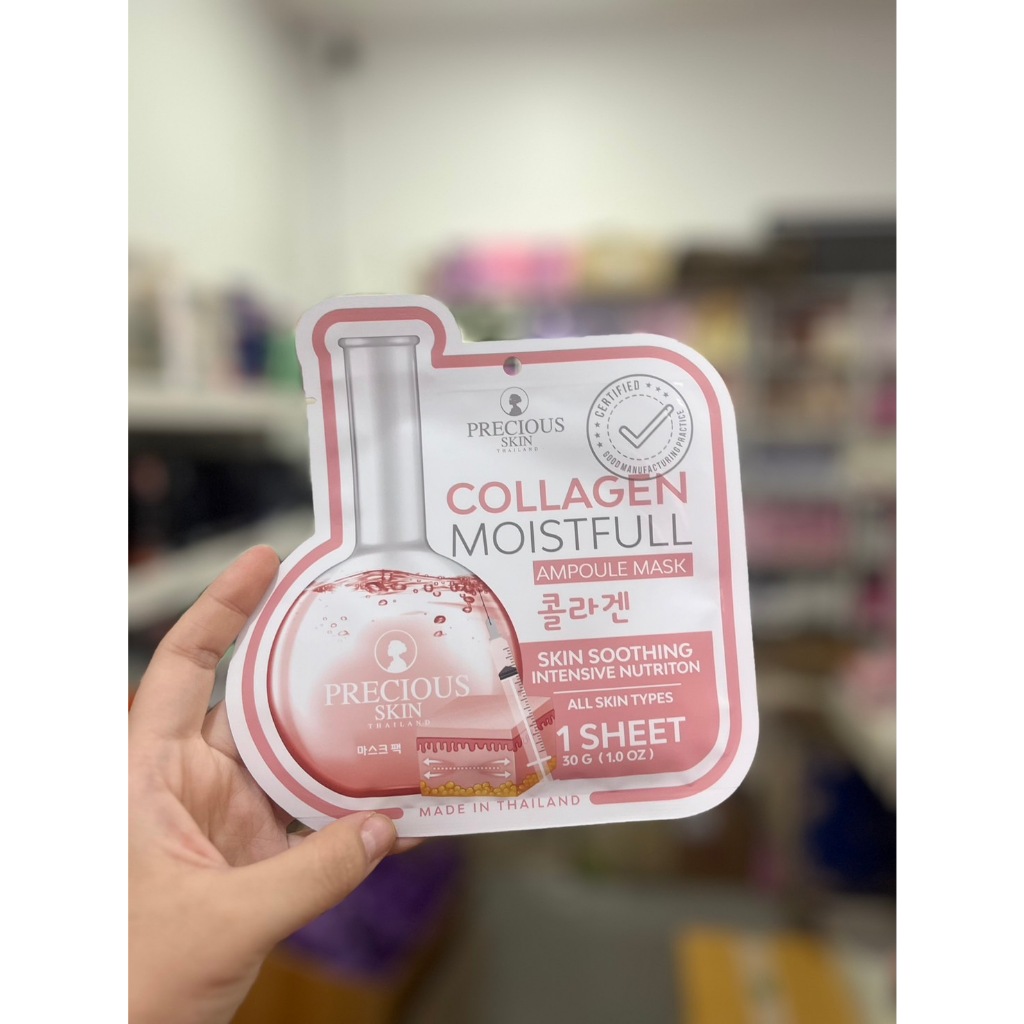 PRECIOUS
SKIN
THAILAND
CERTIFIED
GOOD MANUFACTURING PRACTICE
COLLAGEN
MOISTFULL
AMPOULE MASK
콜라겐
SKIN SOOTHING
INTENSIVE NUTRITON
ALL SKIN TYPES
1 SHEET
30 G (1.0 OZ)
PRECIOUS
SKIN
THAILAND
마스크 팩
MADE IN THAILAND